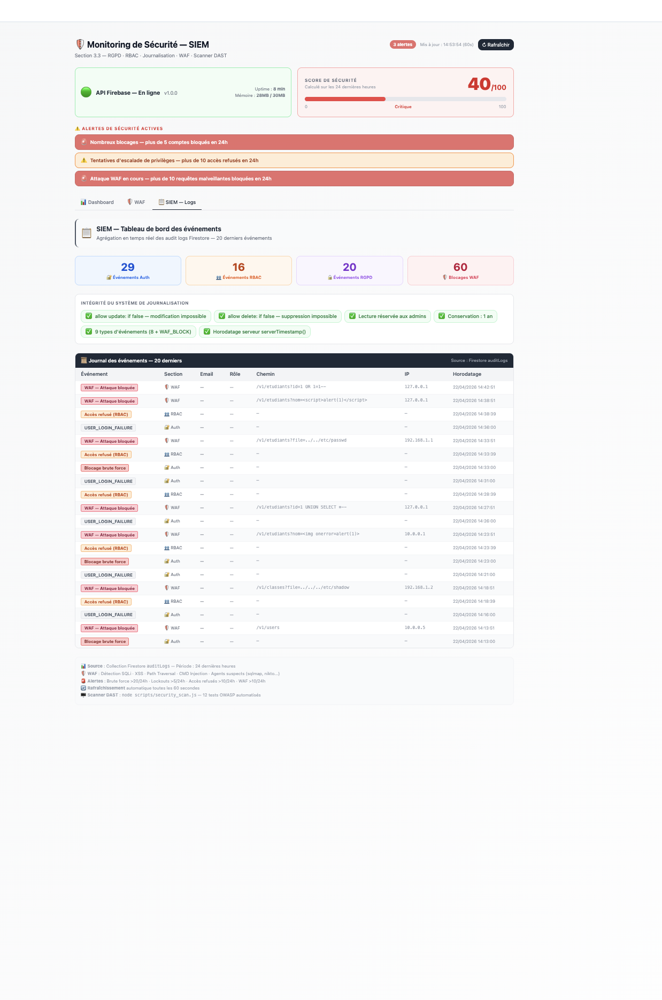 Monitoring de Sécurité — SIEM
3 alertes
Mis à jour : 14:53:54 (60s)
↻ Rafraîchir
Section 3.3 — RGPD · RBAC · Journalisation · WAF · Scanner DAST
API Firebase — En ligne v1.0.0
Uptime : 8 min
Mémoire : 28MB / 30MB
SCORE DE SÉCURITÉ
Calculé sur les 24 dernières heures
40/100
0 Critique 100
⚠️ ALERTES DE SÉCURITÉ ACTIVES
🚨 Nombreux blocages — plus de 5 comptes bloqués en 24h
⚠️ Tentatives d'escalade de privilèges — plus de 10 accès refusés en 24h
🚨 Attaque WAF en cours — plus de 10 requêtes malveillantes bloquées en 24h
Dashboard WAF SIEM — Logs
SIEM — Tableau de bord des événements
Agrégation en temps réel des audit logs Firestore — 20 derniers événements
29
Événements Auth
16
Événements RBAC
20
Événements RGPD
60
Blocages WAF
INTÉGRITÉ DU SYSTÈME DE JOURNALISATION
✅ allow update: if false — modification impossible
✅ allow delete: if false — suppression impossible
✅ Lecture réservée aux admins
✅ Conservation : 1 an
✅ 9 types d'événements (8 + WAF_BLOCK)
✅ Horodatage serveur serverTimestamp()
Journal des événements — 20 derniers
Source : Firestore auditLogs
Événement Section Email Rôle Chemin IP Horodatage
WAF — Attaque bloquée WAF — — /v1/etudiants?id=1 OR 1=1-- 127.0.0.1 22/04/2026 14:42:51
WAF — Attaque bloquée WAF — — /v1/etudiants?nom=<script>alert(1)</script> 127.0.0.1 22/04/2026 14:38:51
Accès refusé (RBAC) RBAC — — — — 22/04/2026 14:38:39
USER_LOGIN_FAILURE Auth — — — — 22/04/2026 14:36:00
WAF — Attaque bloquée WAF — — /v1/etudiants?file=../../etc/passwd 192.168.1.1 22/04/2026 14:33:51
Accès refusé (RBAC) RBAC — — — — 22/04/2026 14:33:39
Blocage brute force Auth — — — — 22/04/2026 14:33:00
USER_LOGIN_FAILURE Auth — — — — 22/04/2026 14:31:00
Accès refusé (RBAC) RBAC — — — — 22/04/2026 14:28:39
WAF — Attaque bloquée WAF — — /v1/etudiants?id=1 UNION SELECT *-- 127.0.0.1 22/04/2026 14:27:51
USER_LOGIN_FAILURE Auth — — — — 22/04/2026 14:26:00
WAF — Attaque bloquée WAF — — /v1/etudiants?nom=<img onerror=alert(1)> 10.0.0.1 22/04/2026 14:23:51
Accès refusé (RBAC) RBAC — — — — 22/04/2026 14:23:39
Blocage brute force Auth — — — — 22/04/2026 14:23:00
USER_LOGIN_FAILURE Auth — — — — 22/04/2026 14:21:00
WAF — Attaque bloquée WAF — — /v1/classes?file=../../../etc/shadow 192.168.1.2 22/04/2026 14:18:51
Accès refusé (RBAC) RBAC — — — — 22/04/2026 14:18:39
USER_LOGIN_FAILURE Auth — — — — 22/04/2026 14:16:00
WAF — Attaque bloquée WAF — — /v1/users 10.0.0.5 22/04/2026 14:13:51
Blocage brute force Auth — — — — 22/04/2026 14:13:00
Source : Collection Firestore auditLogs — Période : 24 dernières heures
WAF : Détection SQLi · XSS · Path Traversal · CMD Injection · Agents suspects (sqlmap, nikto...)
Alertes : Brute force >20/24h · Lockouts >5/24h · Accès refusés >10/24h · WAF >10/24h
Rafraîchissement automatique toutes les 60 secondes
Scanner DAST : node scripts/security_scan.js — 12 tests OWASP automatisés